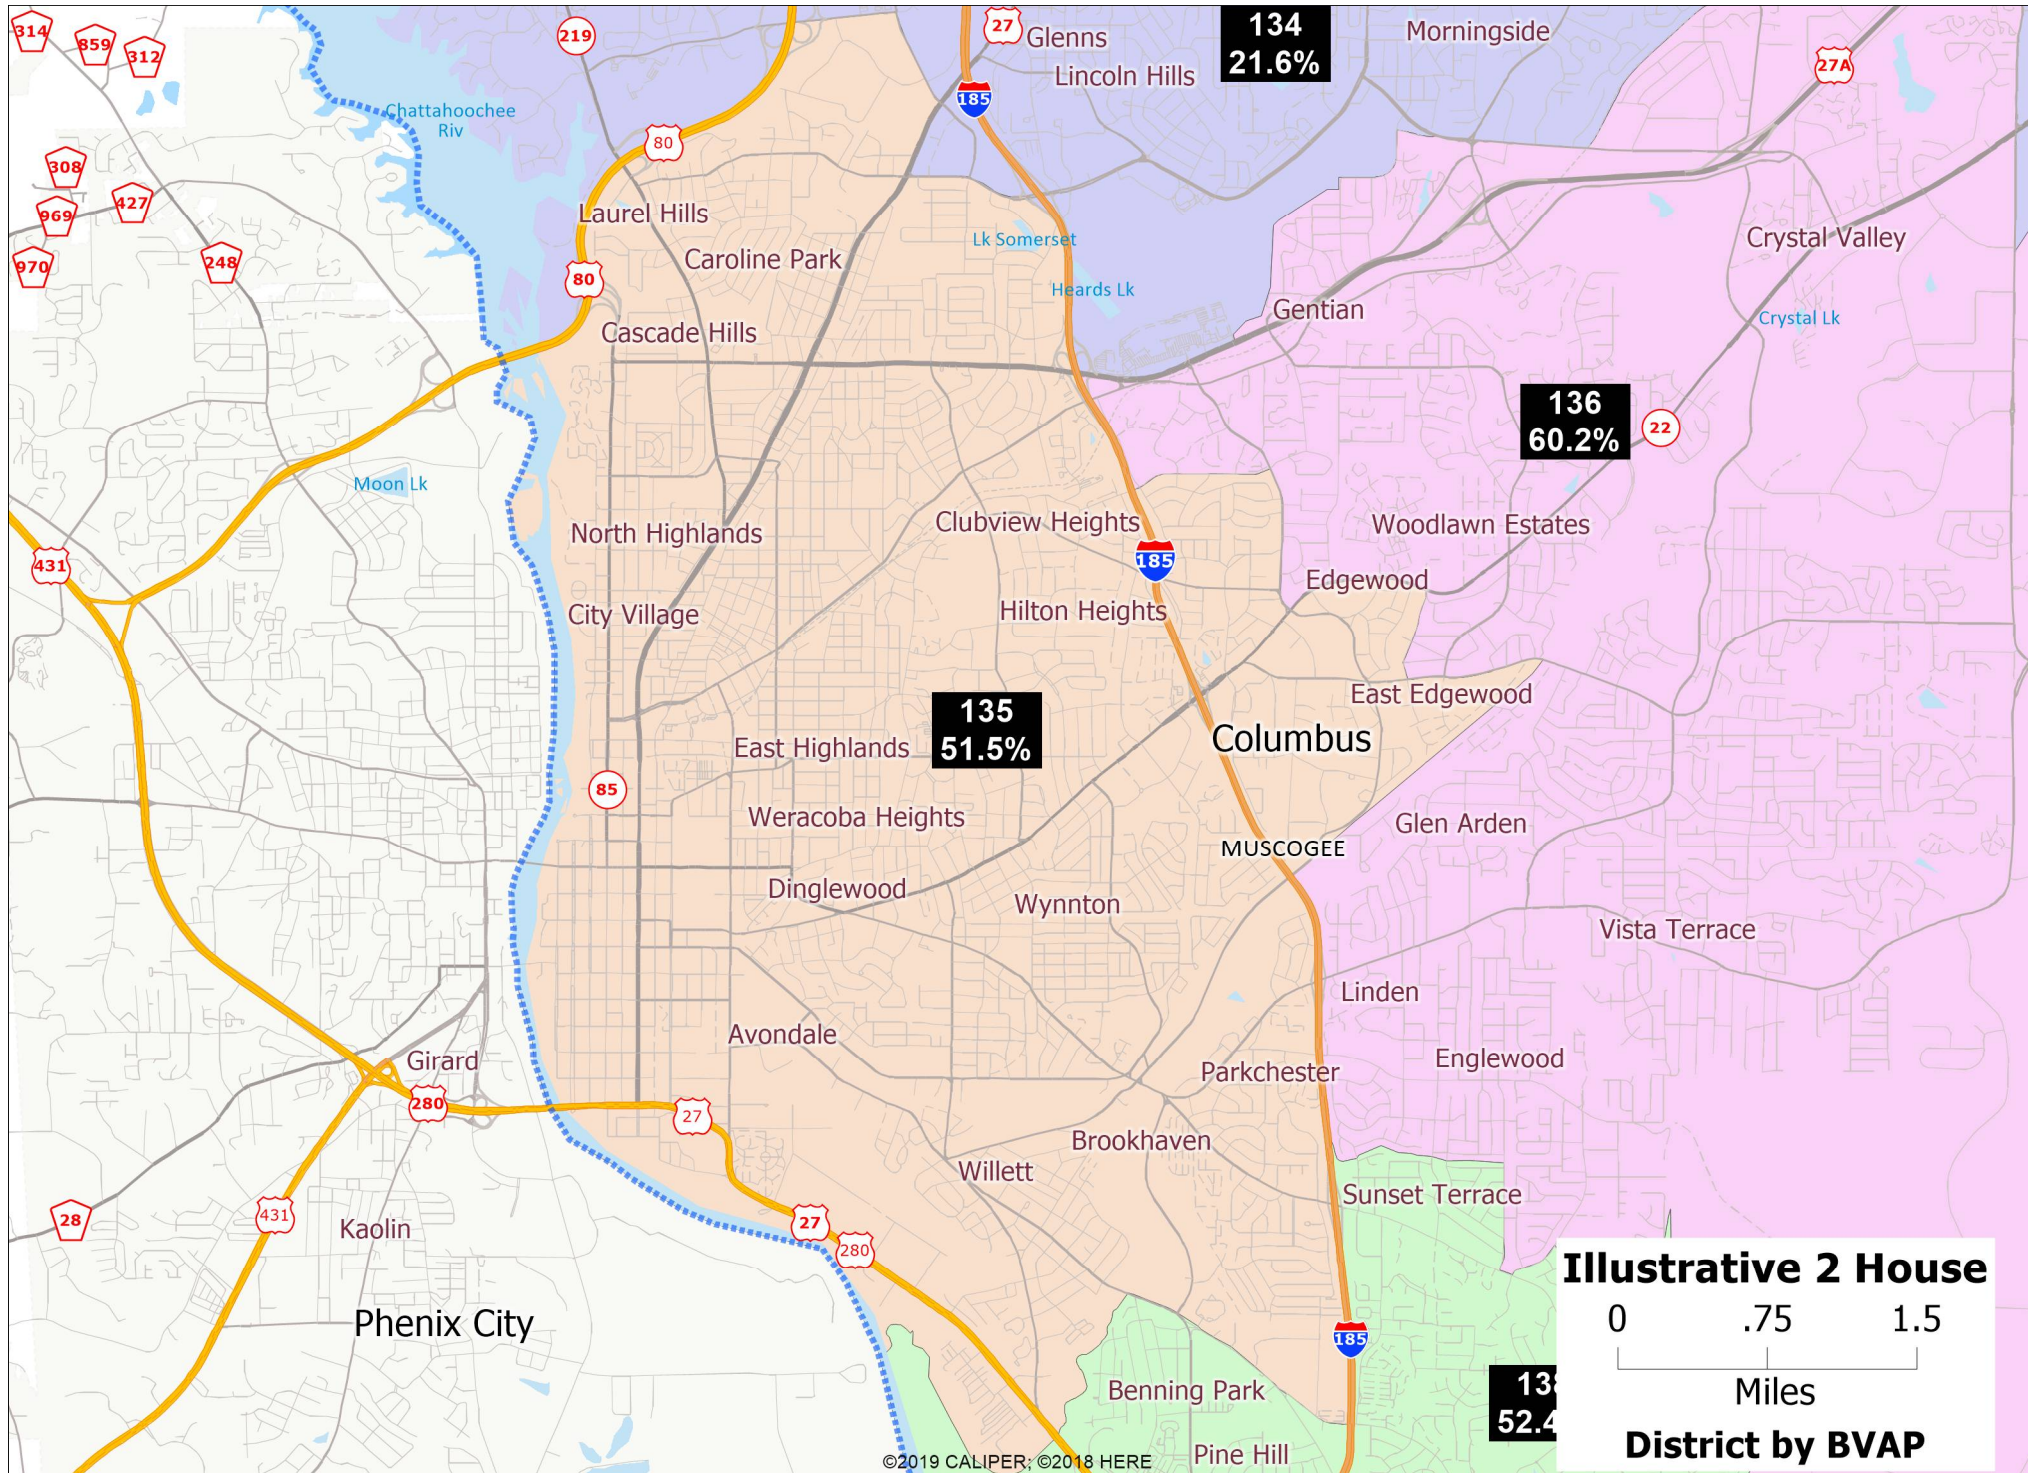 314
859
312
219
27
Glenns
134
21.6%
Morningside
27A
Lincoln Hills
185
Chattahoochee
Riv
80
308
427
969
970
248
Laurel Hills
Caroline Park
80
Lk Somerset
Heards Lk
Crystal Valley
Gentian
Crystal Lk
Cascade Hills
136
60.2%
22
Moon Lk
431
North Highlands
Clubview Heights
Woodlawn Estates
185
Edgewood
City Village
Hilton Heights
135
51.5%
East Edgewood
Columbus
East Highlands
85
Weracoba Heights
Glen Arden
MUSCOGEE
Dinglewood
Wynnton
Vista Terrace
Linden
Avondale
Girard
Parkchester
Englewood
280
27
Brookhaven
Willett
Sunset Terrace
28
431
Kaolin
27
280
Phenix City
185
Benning Park
Pine Hill
52.4
Illustrative 2 House
0 .75 1.5
Miles
District by BVAP
©2019 CALIPER; ©2018 HERE